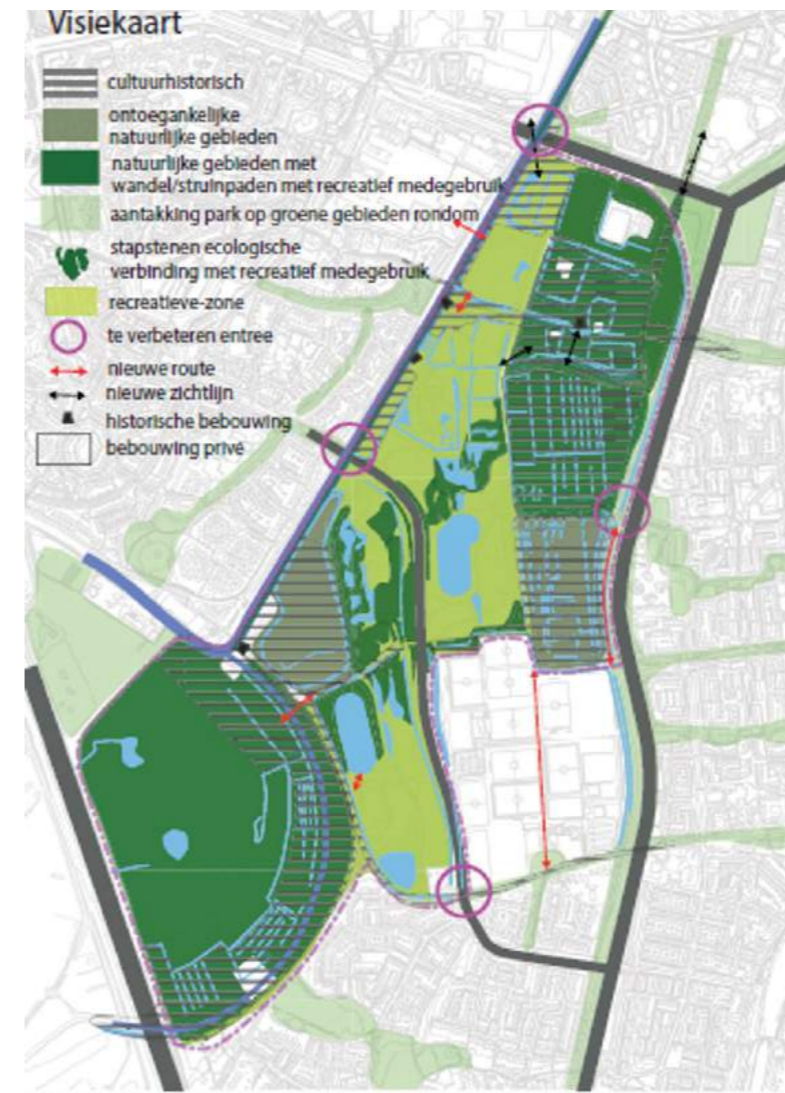 Visiekaart
cultuurhistorisch
ontoegankelijke
natuurlijke gebieden
natuurlijke gebieden met
wandel/struinpaden met recreatief medegebruik
aantakking park op groene gebieden rondom
stapstenen ecologische
verbinding met recreatief medegebruik
recreatieve-zone
te verbeteren entree
nieuwe route
nieuwe zichtlijn
historische bebouwing
bebouwing privé